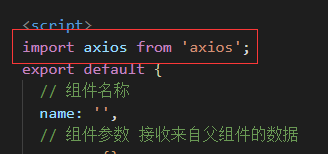 <script>
import axios from 'axios';
export default {
// 组件名称
name: '',
// 组件参数 接收来自父组件的数据